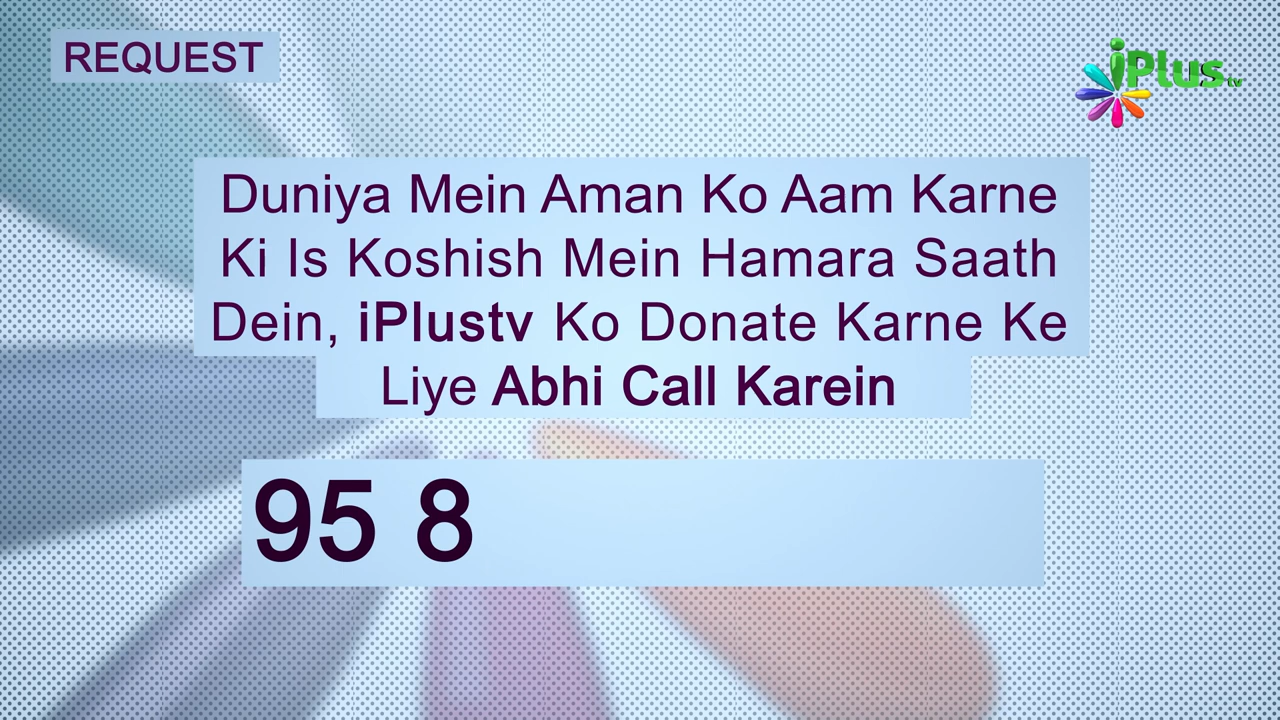 REQUEST
iPlus tv
Duniya Mein Aman Ko Aam Karne
Ki Is Koshish Mein Hamara Saath
Dein, iPlustv Ko Donate Karne Ke
Liye Abhi Call Karein
95 8